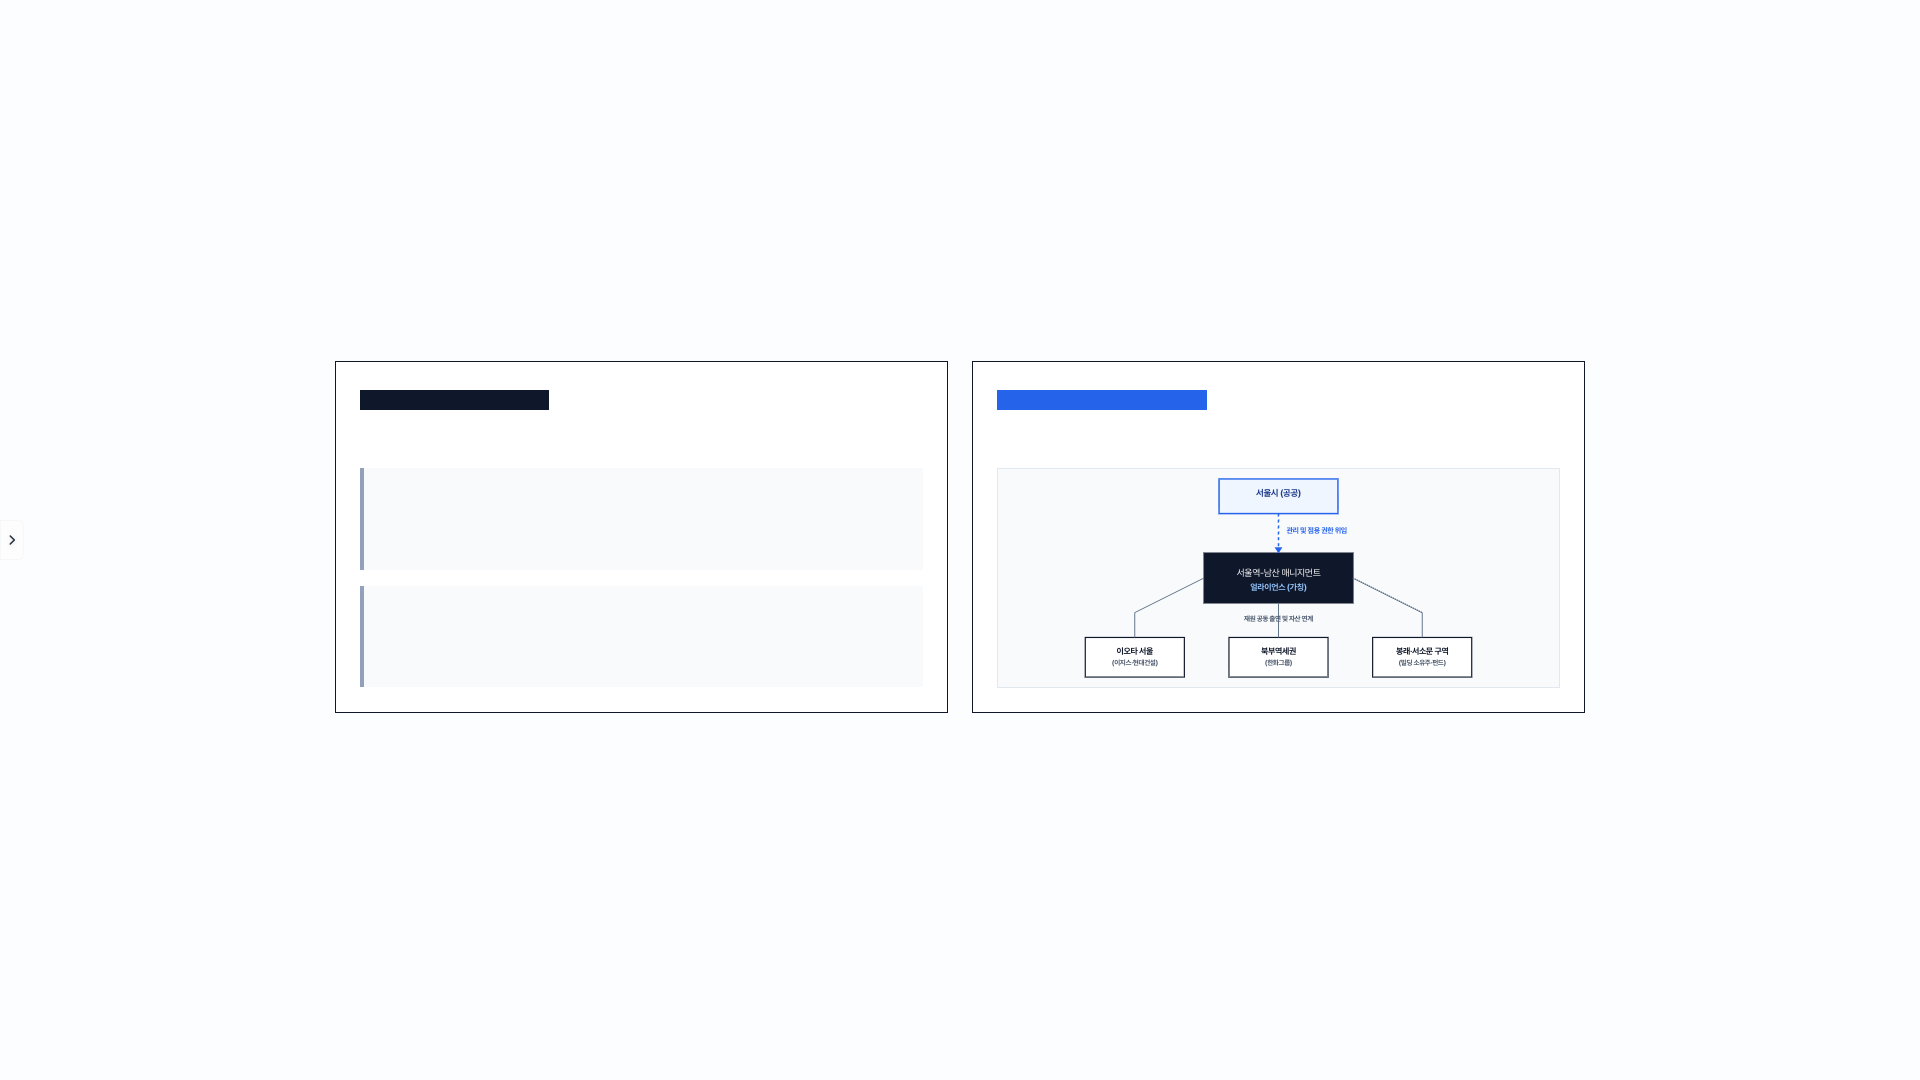 서울시 (공공)
관리 및 점용 권한 위임
서울역-남산 매니지먼트
얼라이언스 (가칭)
재원 공동 출연 및 자산 연계
이오타 서울
(이지스·현대건설)
북부역세권
(한화그룹)
봉래·서소문 구역
(빌딩 소유주·펀드)